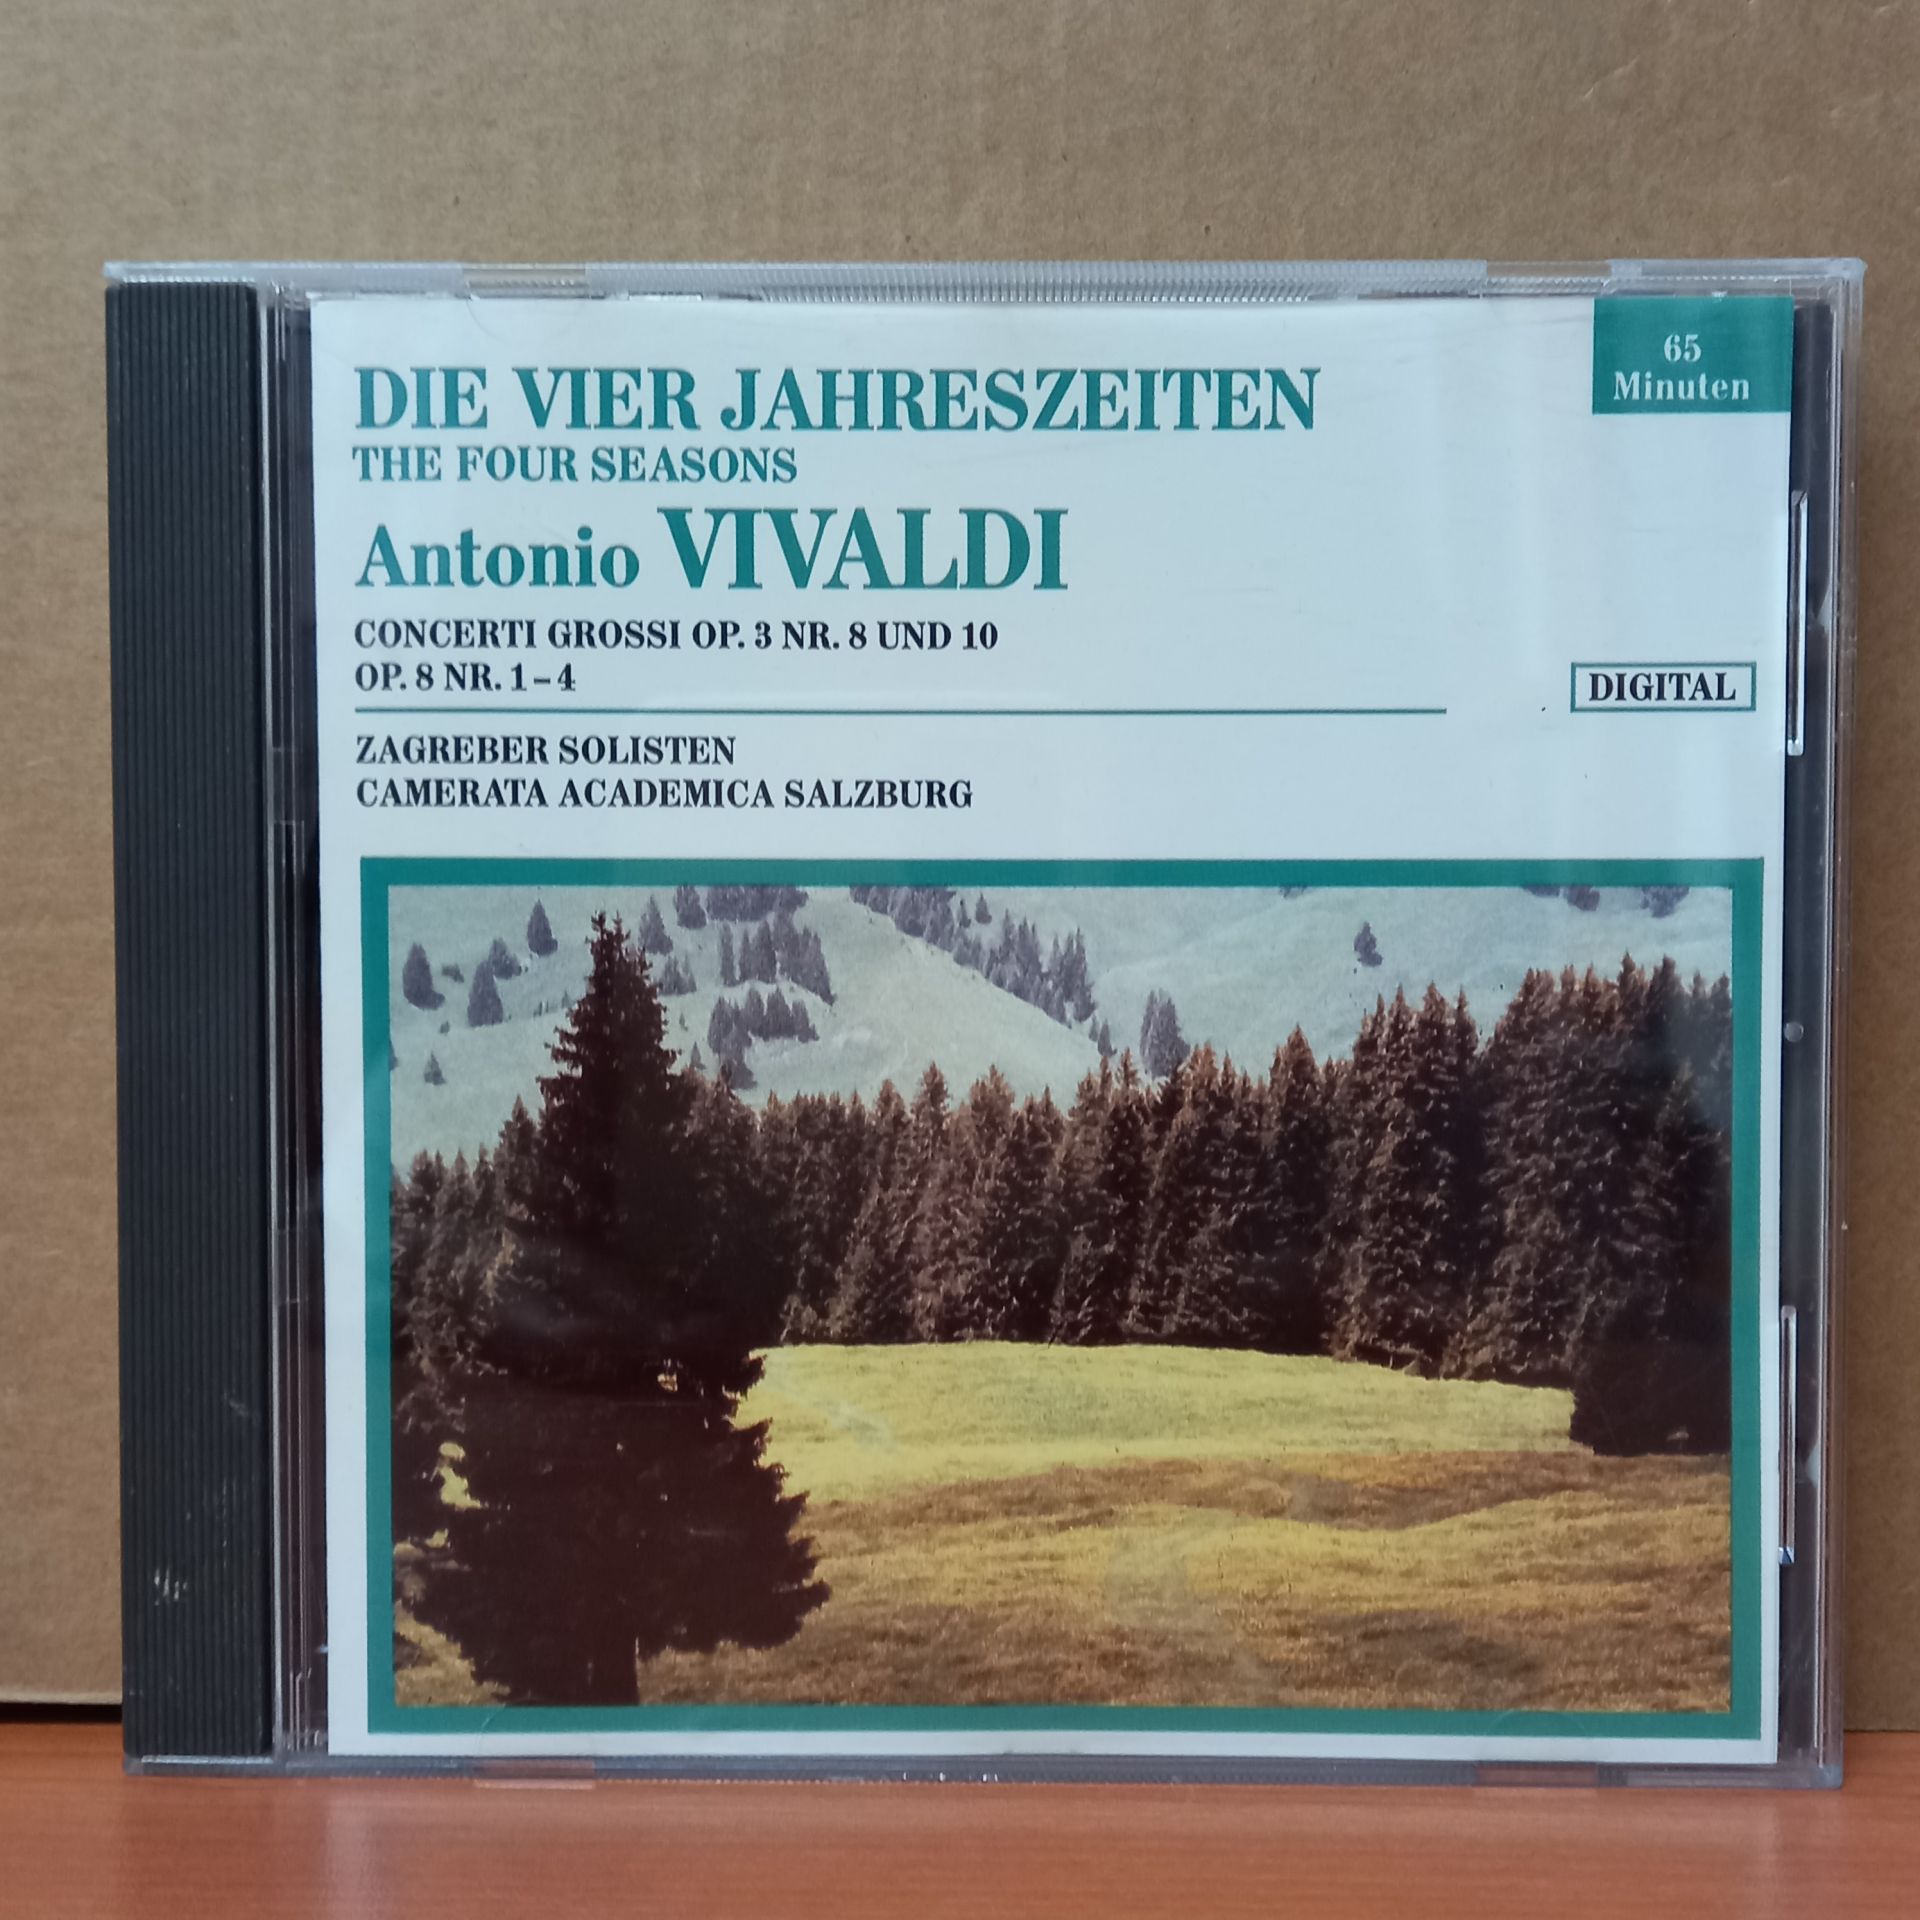 65
Minuten
DIE VIER JAHRESZEITEN
THE FOUR SEASONS
Antonio VIVALDI
CONCERTI GROSSI OP. 3 NR. 8 UND 10
OP. 8 NR. 1–4
DIGITAL
ZAGREBER SOLISTEN
CAMERATA ACADEMICA SALZBURG